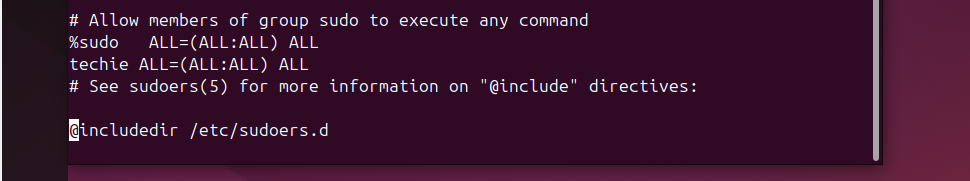 # Allow members of group sudo to execute any command
%sudo   ALL=(ALL:ALL) ALL
techie ALL=(ALL:ALL) ALL
# See sudoers(5) for more information on "@include" directives:

@includedir /etc/sudoers.d